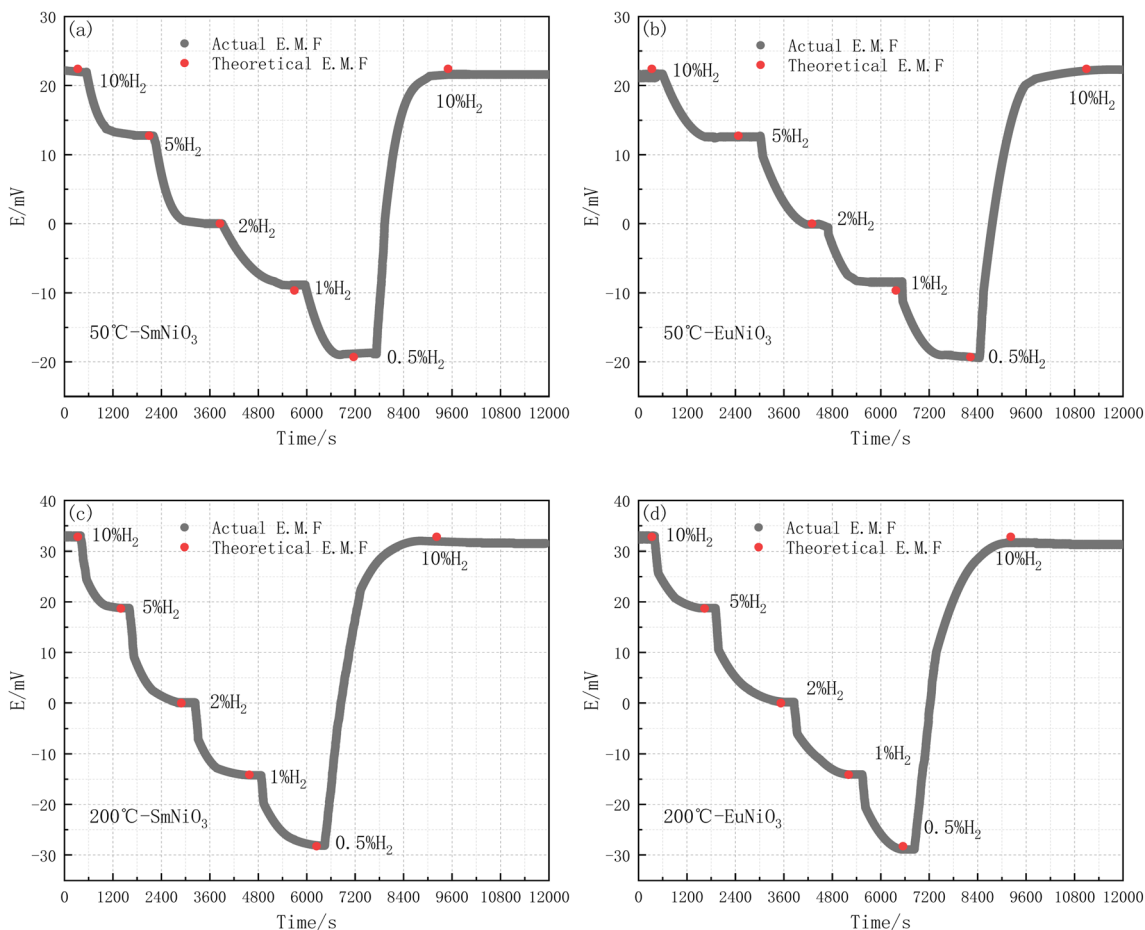 (a)
Actual E.M.F
Theoretical E.M.F
10%H₂
5%H₂
2%H₂
1%H₂
0.5%H₂
10%H₂
50℃-SmNiO₃
E/mV
30
20
10
0
-10
-20
0 1200 2400 3600 4800 6000 7200 8400 9600 10800 12000
Time/s
(b)
Actual E.M.F
Theoretical E.M.F
10%H₂
5%H₂
2%H₂
1%H₂
0.5%H₂
10%H₂
50℃-EuNiO₃
E/mV
30
20
10
0
-10
-20
0 1200 2400 3600 4800 6000 7200 8400 9600 10800 12000
Time/s
(c)
Actual E.M.F
Theoretical E.M.F
10%H₂
5%H₂
2%H₂
1%H₂
0.5%H₂
10%H₂
200℃-SmNiO₃
E/mV
40
30
20
10
0
-10
-20
-30
0 1200 2400 3600 4800 6000 7200 8400 9600 10800 12000
Time/s
(d)
Actual E.M.F
Theoretical E.M.F
10%H₂
5%H₂
2%H₂
1%H₂
0.5%H₂
10%H₂
200℃-EuNiO₃
E/mV
40
30
20
10
0
-10
-20
-30
0 1200 2400 3600 4800 6000 7200 8400 9600 10800 12000
Time/s